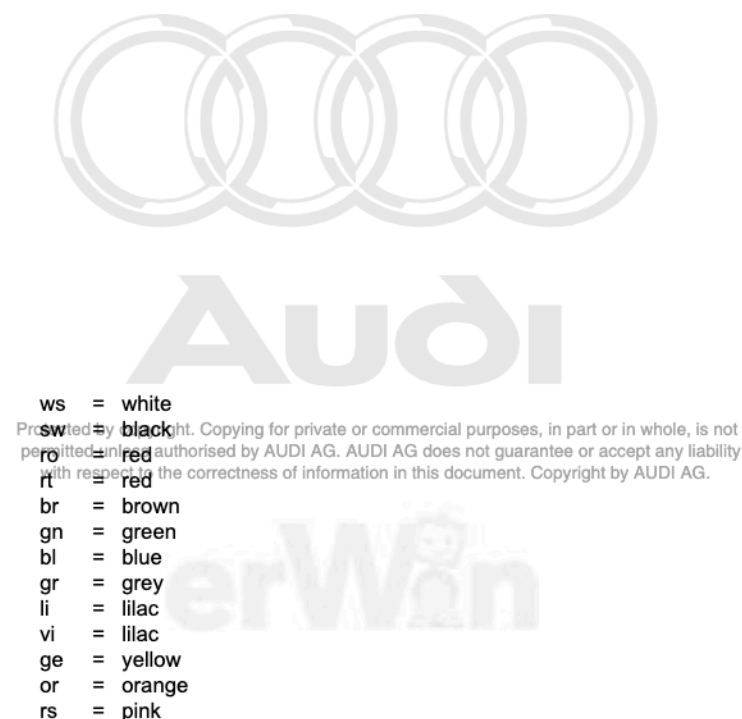 Audi
ws = white
sw = black
Protected by copyright. Copying for private or commercial purposes, in part or in whole, is not
ro = red
permitted unless authorised by AUDI AG. AUDI AG does not guarantee or accept any liability
rt = red
with respect to the correctness of information in this document. Copyright by AUDI AG.
br = brown
gn = green
bl = blue
gr = grey
erWin
li = lilac
vi = lilac
ge = yellow
or = orange
rs = pink